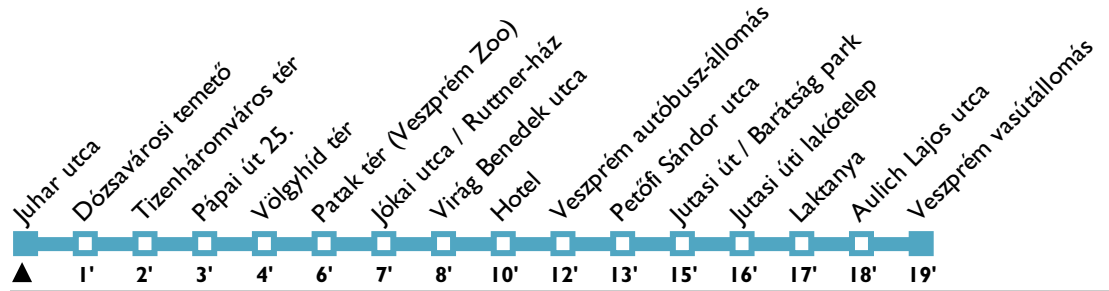 Juhar utca
Dózsavárosi temető
Tizenháromváros tér
Pápai út 25.
Völgyhíd tér
Patak tér (Veszprém Zoo)
Jókai utca / Ruttner-ház
Virág Benedek utca
Hotel
Veszprém autóbusz-állomás
Petőfi Sándor utca
Jutasi út / Barátság park
Jutasi úti lakótelep
Laktanya
Aulich Lajos utca
Veszprém vasútállomás
▲ 1' 2' 3' 4' 6' 7' 8' 10' 12' 13' 15' 16' 17' 18' 19'